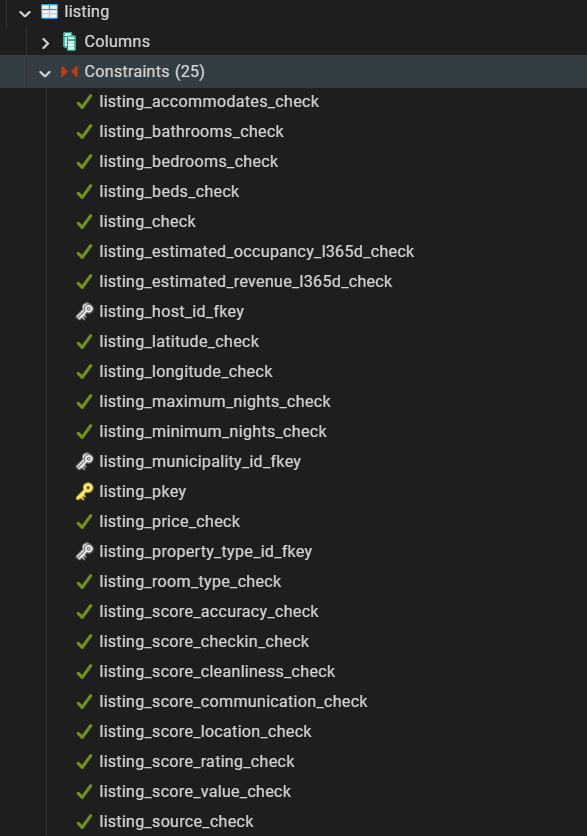 listing
Columns
Constraints (25)
listing_accommodates_check
listing_bathrooms_check
listing_bedrooms_check
listing_beds_check
listing_check
listing_estimated_occupancy_l365d_check
listing_estimated_revenue_l365d_check
listing_host_id_fkey
listing_latitude_check
listing_longitude_check
listing_maximum_nights_check
listing_minimum_nights_check
listing_municipality_id_fkey
listing_pkey
listing_price_check
listing_property_type_id_fkey
listing_room_type_check
listing_score_accuracy_check
listing_score_checkin_check
listing_score_cleanliness_check
listing_score_communication_check
listing_score_location_check
listing_score_rating_check
listing_score_value_check
listing_source_check